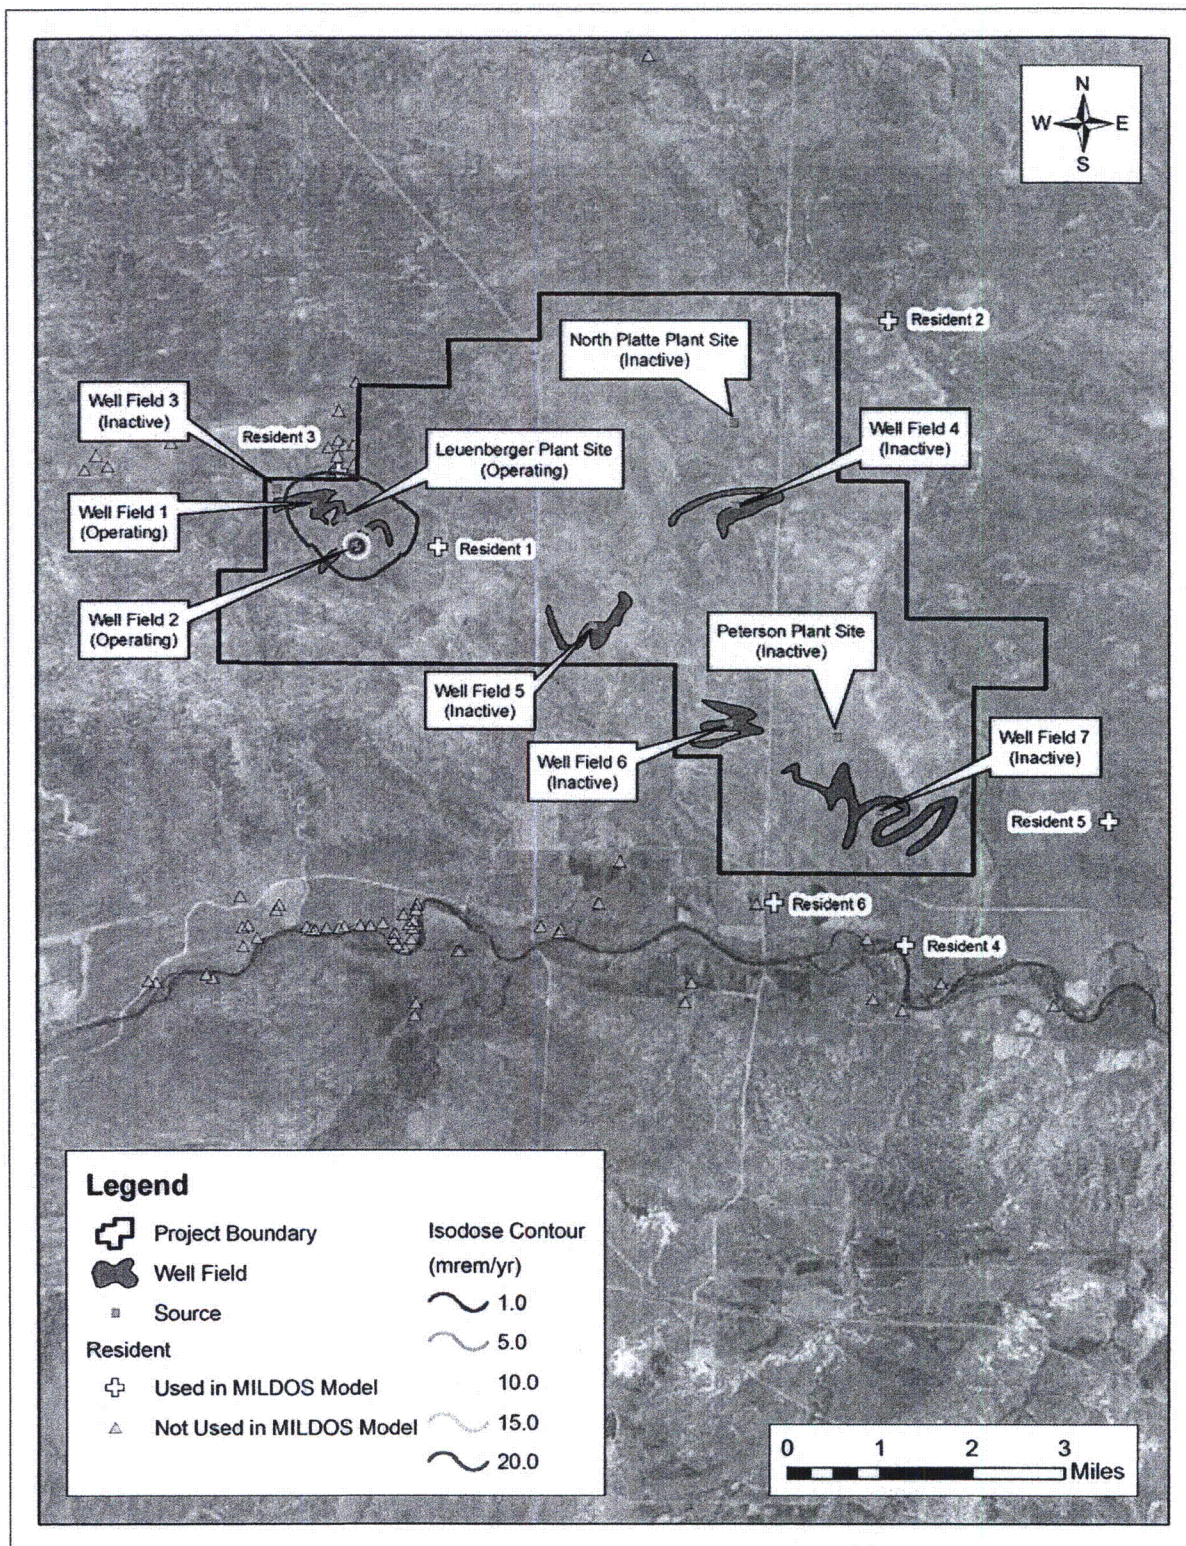 N
W E
S
Resident 2
North Platte Plant Site
(Inactive)
Well Field 3
(Inactive)
Resident 3
Leuenberger Plant Site
(Operating)
Well Field 4
(Inactive)
Well Field 1
(Operating)
Resident 1
Well Field 2
(Operating)
Peterson Plant Site
(Inactive)
Well Field 5
(Inactive)
Well Field 6
(Inactive)
Well Field 7
(Inactive)
Resident 5
Resident 6
Resident 4
Legend
Project Boundary
Well Field
Source
Resident
Used in MILDOS Model
Not Used in MILDOS Model
Isodose Contour
(mrem/yr)
1.0
5.0
10.0
15.0
20.0
0 1 2 3
Miles